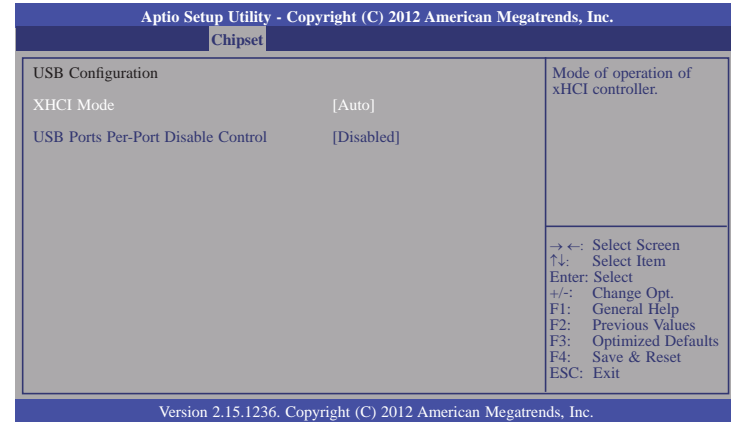 Aptio Setup Utility - Copyright (C) 2012 American Megatrends, Inc.
Chipset
USB Configuration
XHCI Mode [Auto]
USB Ports Per-Port Disable Control [Disabled]
Mode of operation of
xHCI controller.
→ ←: Select Screen
↑↓: Select Item
Enter: Select
+/-: Change Opt.
F1: General Help
F2: Previous Values
F3: Optimized Defaults
F4: Save & Reset
ESC: Exit
Version 2.15.1236. Copyright (C) 2012 American Megatrends, Inc.